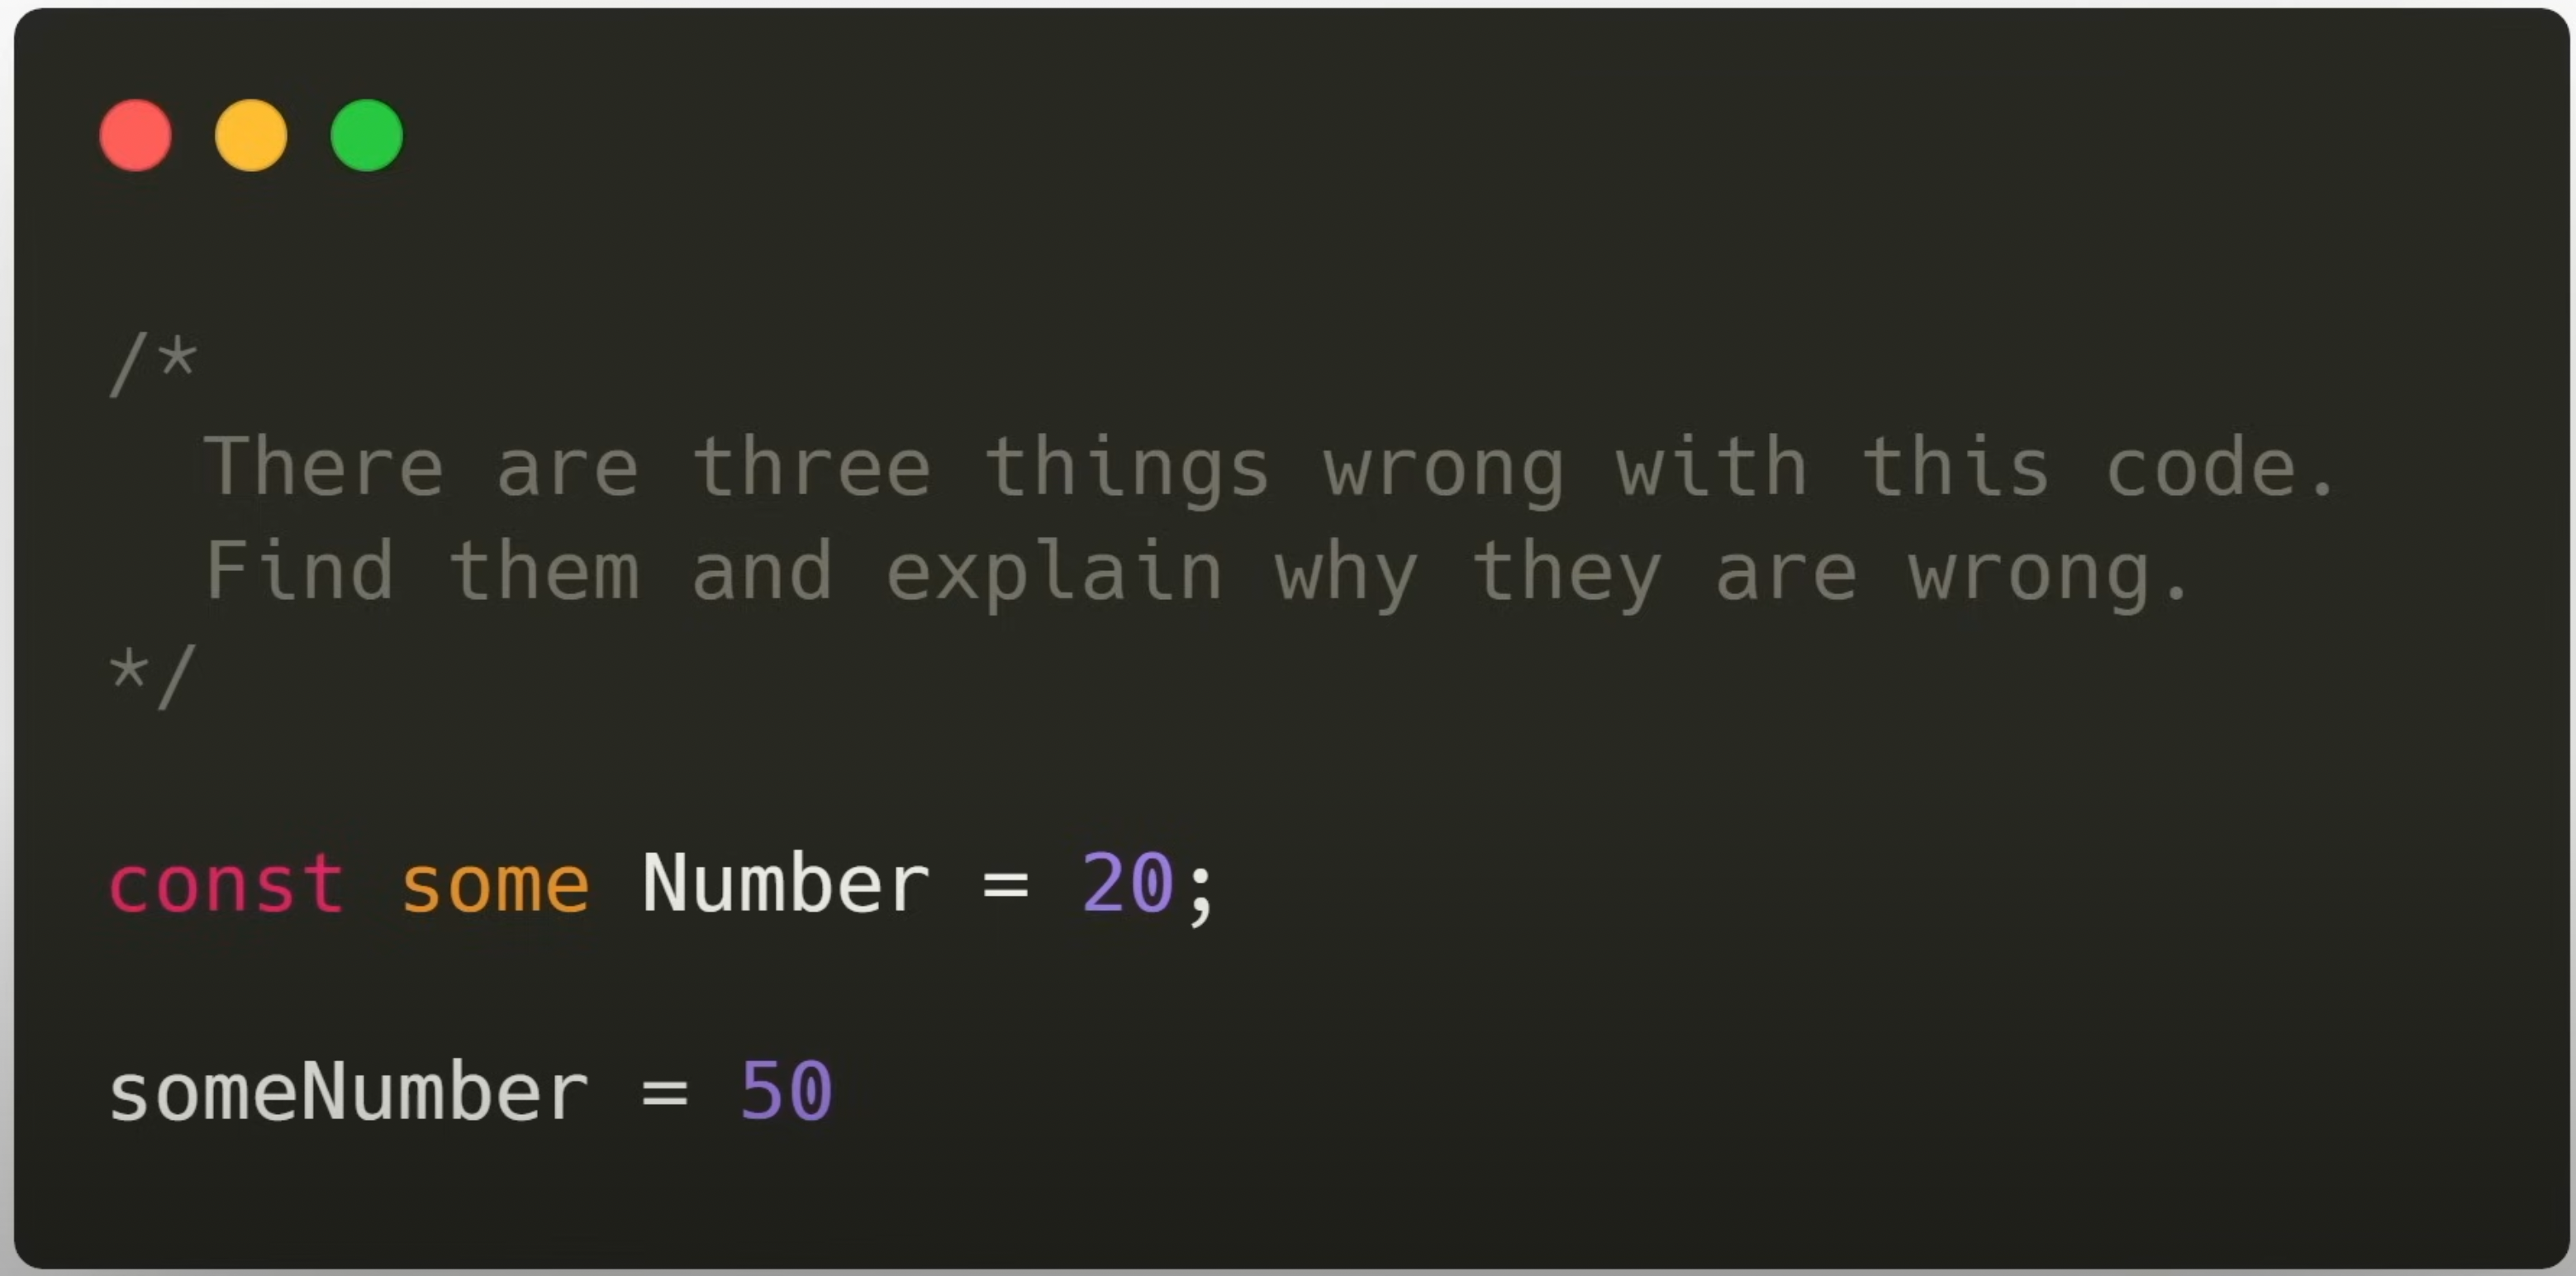 /*
There are three things wrong with this code.
Find them and explain why they are wrong.
*/
const some Number = 20;
someNumber = 50